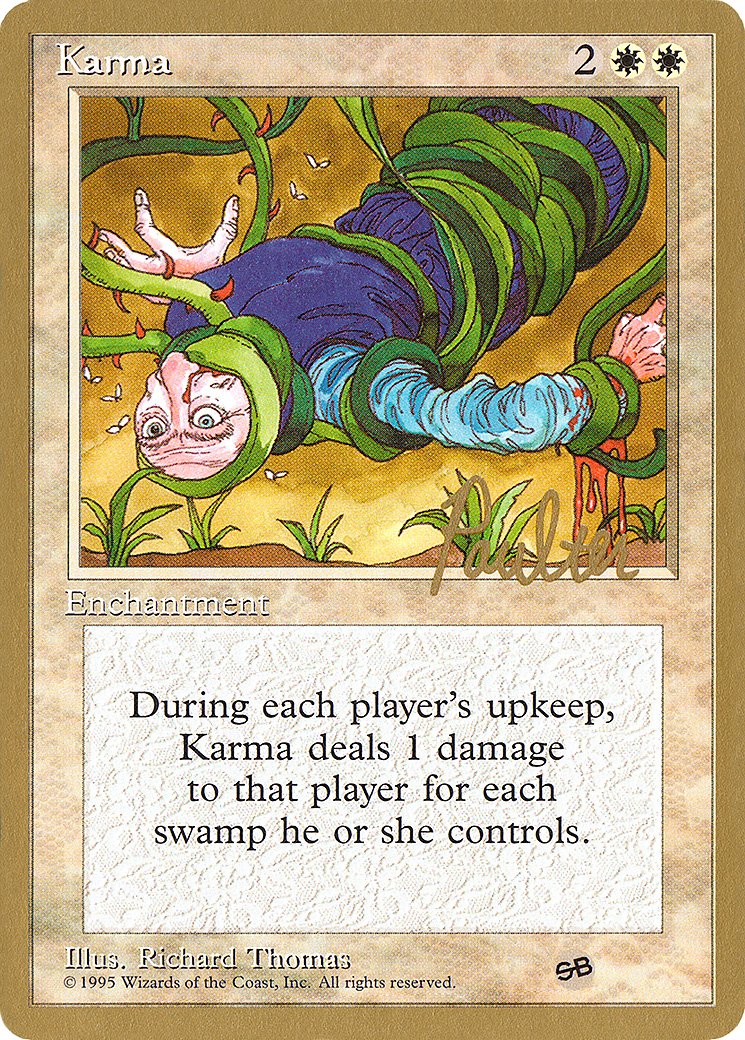 Karma 2
Poulter
Enchantment
During each player's upkeep,
Karma deals 1 damage
to that player for each
swamp he or she controls.
Illus. Richard Thomas
© 1995 Wizards of the Coast, Inc. All rights reserved.
SB